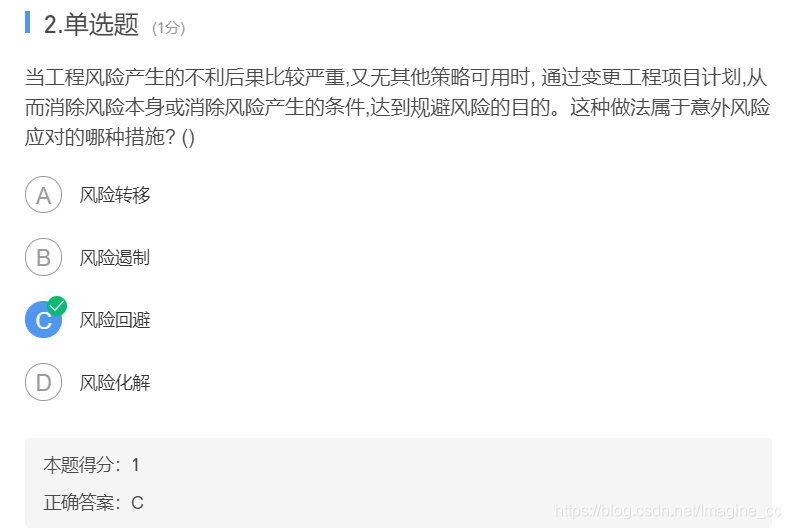 2.单选题 (1分)
当工程风险产生的不利后果比较严重,又无其他策略可用时, 通过变更工程项目计划,从
而消除风险本身或消除风险产生的条件,达到规避风险的目的。这种做法属于意外风险
应对的哪种措施? ()
A 风险转移
B 风险遏制
C 风险回避
D 风险化解
本题得分：1
正确答案：C
https://blog.csdn.net/Imagine_cc